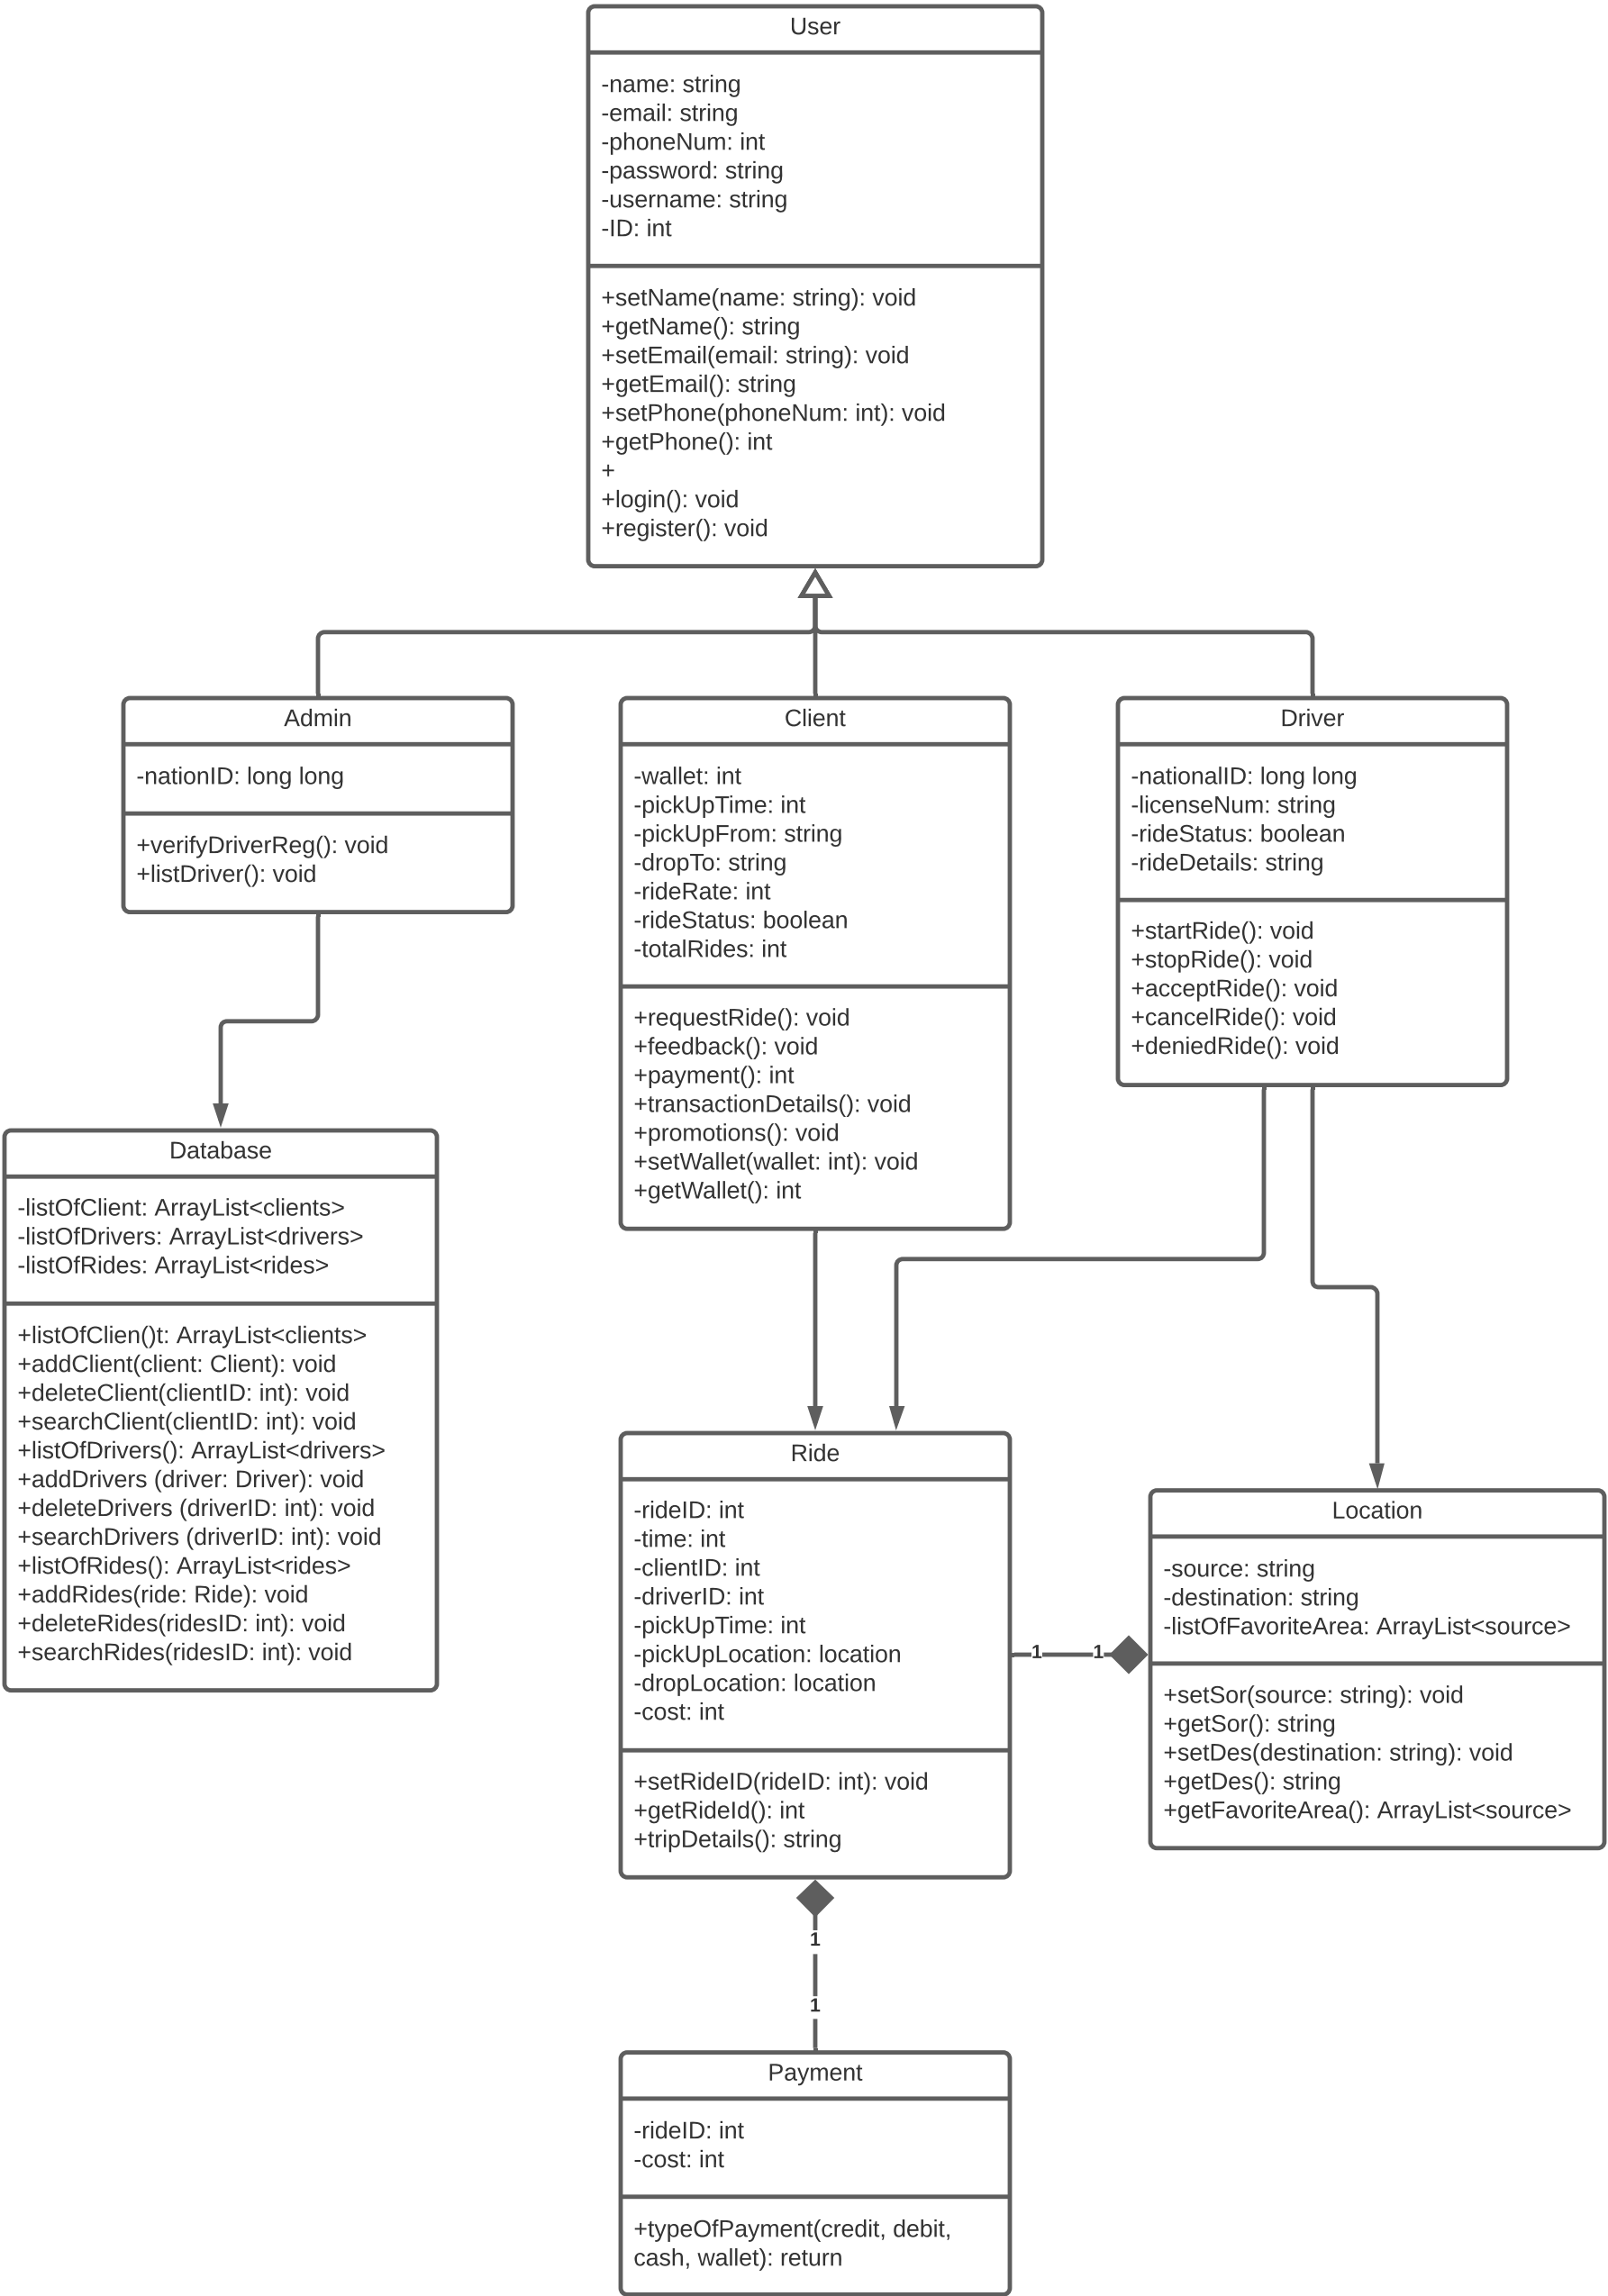 User
-name: string
-email: string
-phoneNum: int
-password: string
-username: string
-ID: int
+setName(name: string): void
+getName(): string
+setEmail(email: string): void
+getEmail(): string
+setPhone(phoneNum: int): void
+getPhone(): int
+
+login(): void
+register(): void
Admin
-nationID: long long
+verifyDriverReg(): void
+listDriver(): void
Client
-wallet: int
-pickUpTime: int
-pickUpFrom: string
-dropTo: string
-rideRate: int
-rideStatus: boolean
-totalRides: int
+requestRide(): void
+feedback(): void
+payment(): int
+transactionDetails(): void
+promotions(): void
+setWallet(wallet: int): void
+getWallet(): int
Driver
-nationalID: long long
-licenseNum: string
-rideStatus: boolean
-rideDetails: string
+startRide(): void
+stopRide(): void
+acceptRide(): void
+cancelRide(): void
+deniedRide(): void
Database
-listOfClient: ArrayList<clients>
-listOfDrivers: ArrayList<drivers>
-listOfRides: ArrayList<rides>
+listOfClien()t: ArrayList<clients>
+addClient(client: Client): void
+deleteClient(clientID: int): void
+searchClient(clientID: int): void
+listOfDrivers(): ArrayList<drivers>
+addDrivers (driver: Driver): void
+deleteDrivers (driverID: int): void
+searchDrivers (driverID: int): void
+listOfRides(): ArrayList<rides>
+addRides(ride: Ride): void
+deleteRides(ridesID: int): void
+searchRides(ridesID: int): void
Ride
-rideID: int
-time: int
-clientID: int
-driverID: int
-pickUpTime: int
-pickUpLocation: location
-dropLocation: location
-cost: int
+setRideID(rideID: int): void
+getRideId(): int
+tripDetails(): string
1
1
Location
-source: string
-destination: string
-listOfFavoriteArea: ArrayList<source>
+setSor(source: string): void
+getSor(): string
+setDes(destination: string): void
+getDes(): string
+getFavoriteArea(): ArrayList<source>
1
1
Payment
-rideID: int
-cost: int
+typeOfPayment(credit, debit,
cash, wallet): return